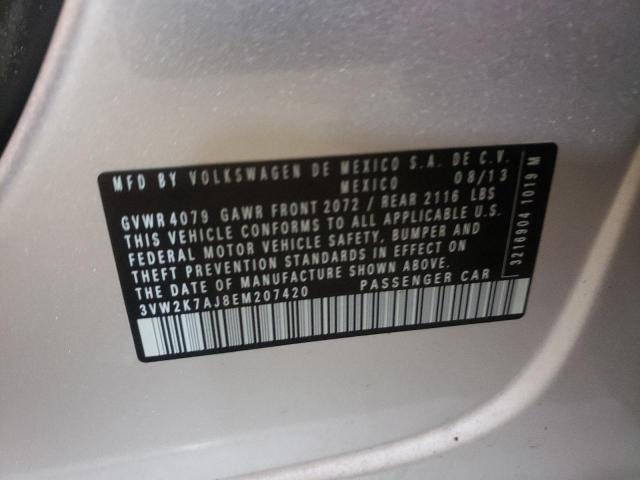 MFD BY VOLKSWAGEN DE MEXICO S.A. DE C.V.
MEXICO 08/13
GVWR 4079 GAWR FRONT 2072 / REAR 2116 LBS
THIS VEHICLE CONFORMS TO ALL APPLICABLE U.S.
FEDERAL MOTOR VEHICLE SAFETY, BUMPER AND
THEFT PREVENTION STANDARDS IN EFFECT ON
THE DATE OF MANUFACTURE SHOWN ABOVE.
3VW2K7AJ8EM207420 PASSENGER CAR
3216904 1019 M